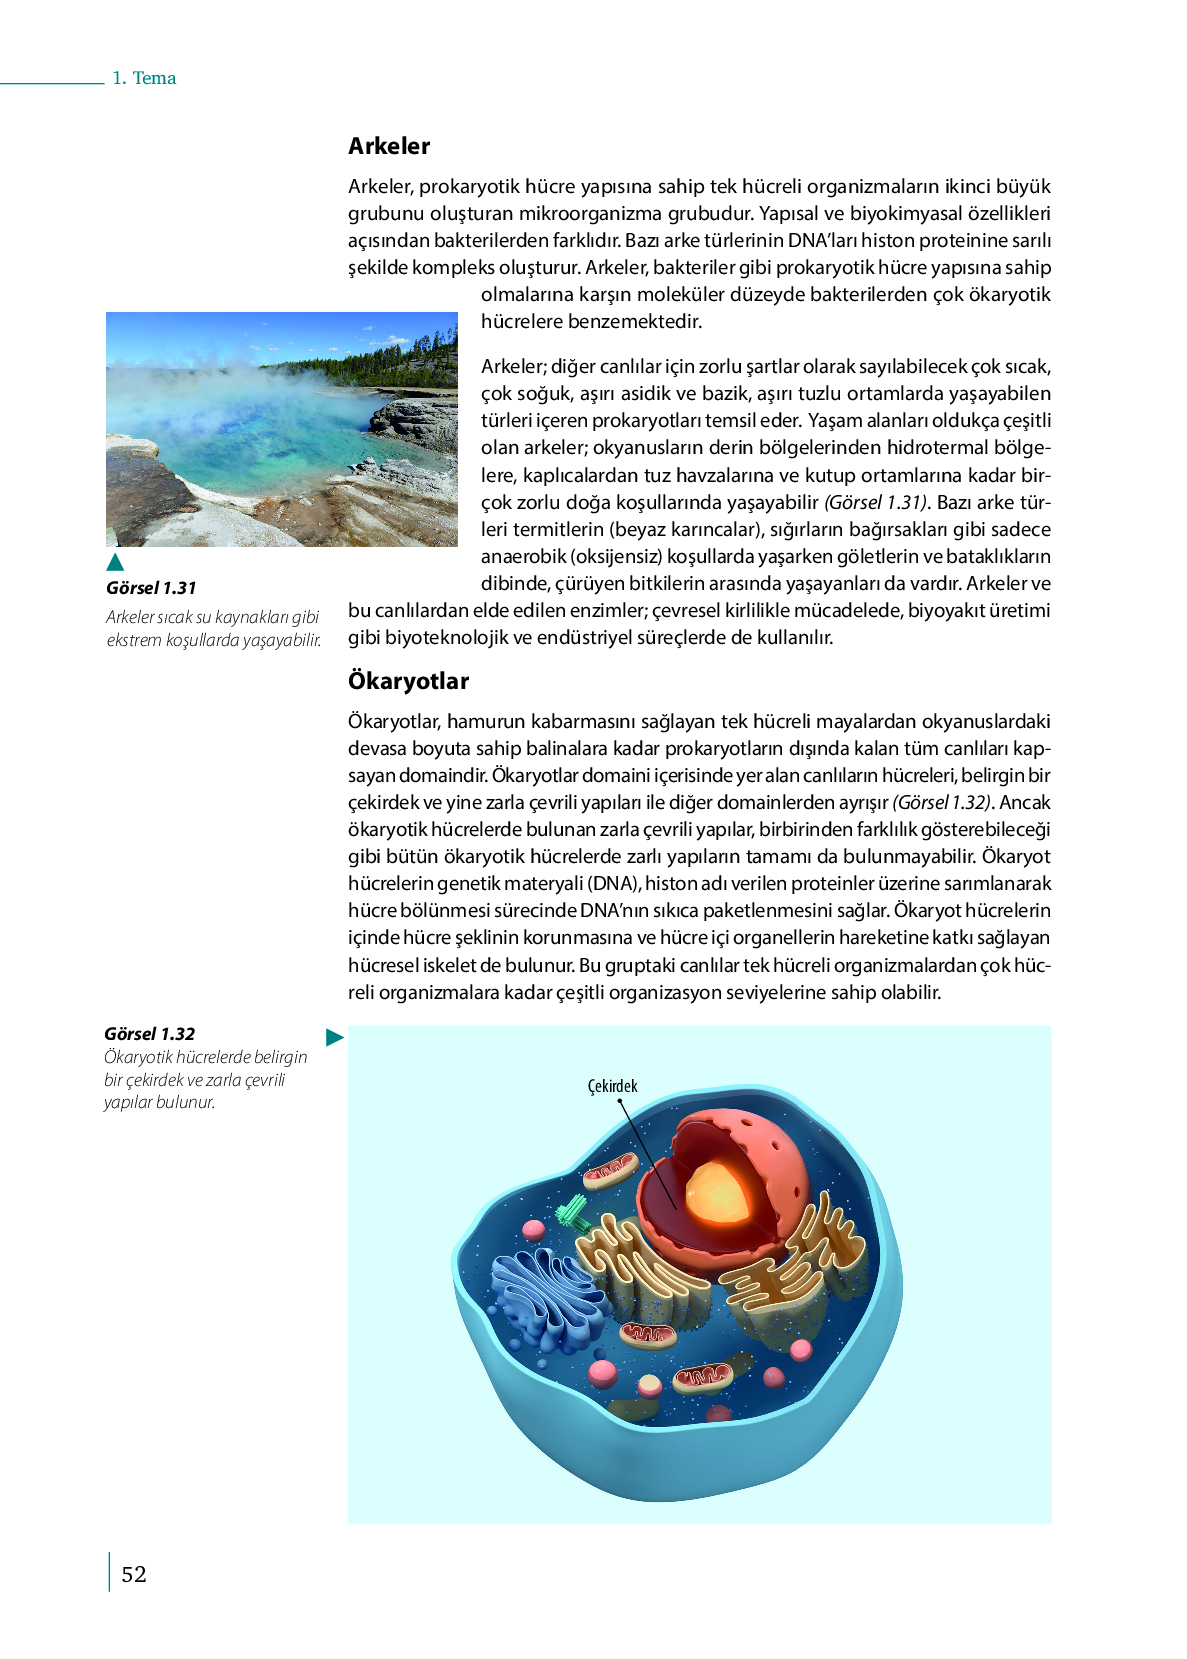 1. Tema
Arkeler
Arkeler, prokaryotik hücre yapısına sahip tek hücreli organizmaların ikinci büyük
grubunu oluşturan mikroorganizma grubudur. Yapısal ve biyokimyasal özellikleri
açısından bakterilerden farklıdır. Bazı arke türlerinin DNA’ları histon proteinine sarılı
şekilde kompleks oluşturur. Arkeler, bakteriler gibi prokaryotik hücre yapısına sahip
olmalarına karşın moleküler düzeyde bakterilerden çok ökaryotik
hücrelere benzemektedir.
Arkeler; diğer canlılar için zorlu şartlar olarak sayılabilecek çok sıcak,
çok soğuk, aşırı asidik ve bazik, aşırı tuzlu ortamlarda yaşayabilen
türleri içeren prokaryotları temsil eder. Yaşam alanları oldukça çeşitli
olan arkeler; okyanusların derin bölgelerinden hidrotermal bölge-
lere, kaplıcalardan tuz havzalarına ve kutup ortamlarına kadar bir-
çok zorlu doğa koşullarında yaşayabilir (Görsel 1.31). Bazı arke tür-
leri termitlerin (beyaz karıncalar), sığırların bağırsakları gibi sadece
anaerobik (oksijensiz) koşullarda yaşarken göletlerin ve bataklıkların
dibinde, çürüyen bitkilerin arasında yaşayanları da vardır. Arkeler ve
bu canlılardan elde edilen enzimler; çevresel kirlilikle mücadelede, biyoyakıt üretimi
gibi biyoteknolojik ve endüstriyel süreçlerde de kullanılır.
Görsel 1.31
Arkeler sıcak su kaynakları gibi
ekstrem koşullarda yaşayabilir.
Ökaryotlar
Ökaryotlar, hamurun kabarmasını sağlayan tek hücreli mayalardan okyanuslardaki
devasa boyuta sahip balinalara kadar prokaryotların dışında kalan tüm canlıları kap-
sayan domaindir. Ökaryotlar domaini içerisinde yer alan canlıların hücreleri, belirgin bir
çekirdek ve yine zarla çevrili yapıları ile diğer domainlerden ayrışır (Görsel 1.32). Ancak
ökaryotik hücrelerde bulunan zarla çevrili yapılar, birbirinden farklılık gösterebileceği
gibi bütün ökaryotik hücrelerde zarlı yapıların tamamı da bulunmayabilir. Ökaryot
hücrelerin genetik materyali (DNA), histon adı verilen proteinler üzerine sarımlanarak
hücre bölünmesi sürecinde DNA’nın sıkıca paketlenmesini sağlar. Ökaryot hücrelerin
içinde hücre şeklinin korunmasına ve hücre içi organellerin hareketine katkı sağlayan
hücresel iskelet de bulunur. Bu gruptaki canlılar tek hücreli organizmalardan çok hüc-
reli organizmalara kadar çeşitli organizasyon seviyelerine sahip olabilir.
Görsel 1.32
Ökaryotik hücrelerde belirgin
bir çekirdek ve zarla çevrili
yapılar bulunur.
Çekirdek
52